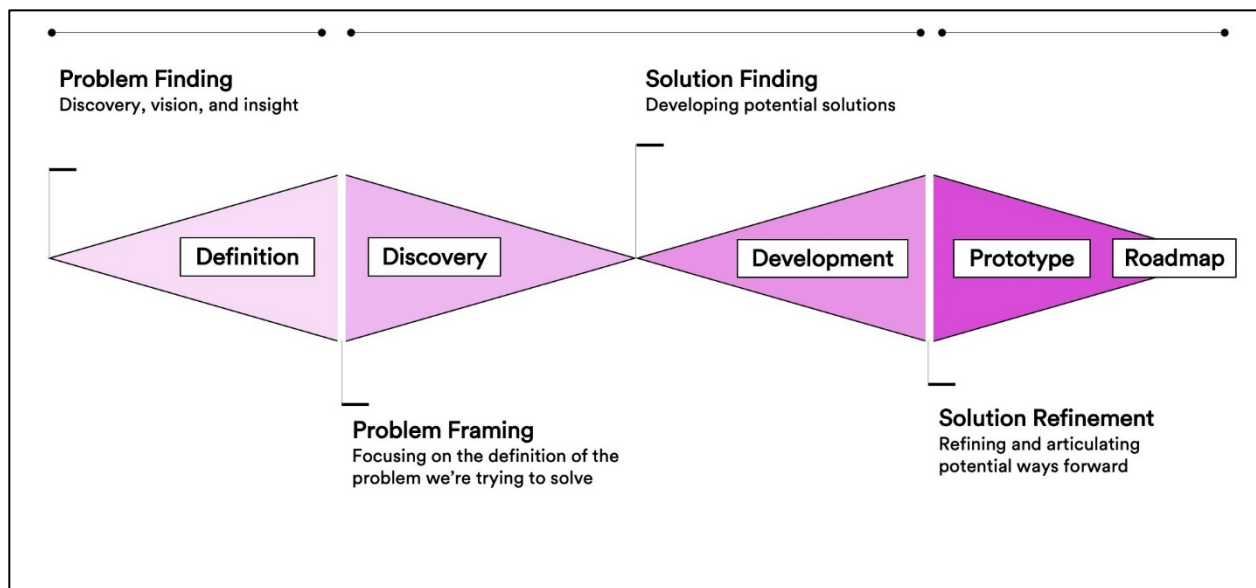 Problem Finding
Discovery, vision, and insight
Solution Finding
Developing potential solutions
Definition
Discovery
Development
Prototype
Roadmap
Problem Framing
Focusing on the definition of the
problem we're trying to solve
Solution Refinement
Refining and articulating
potential ways forward